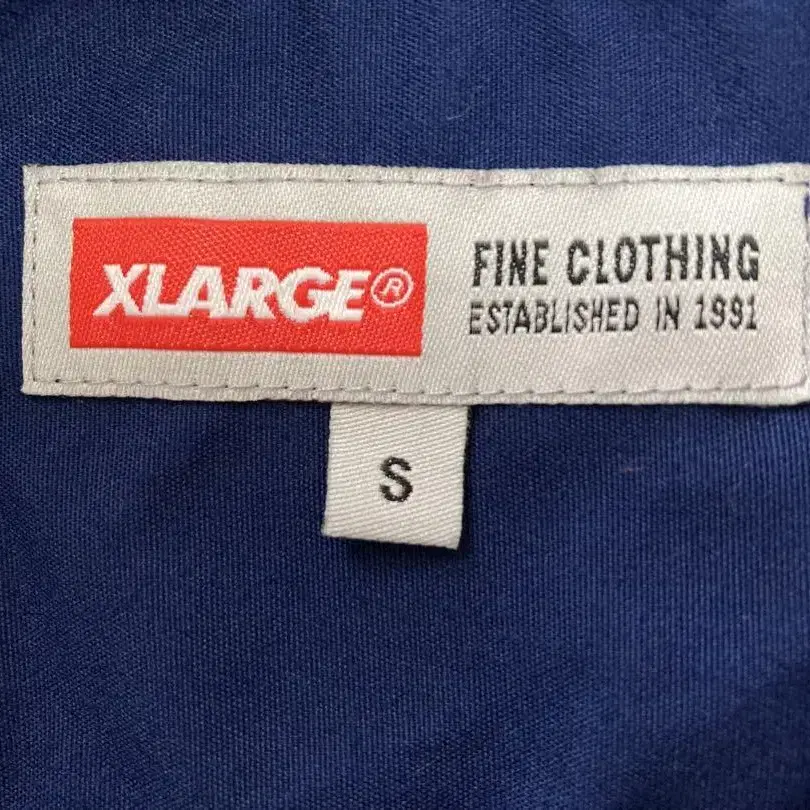 XLARGE®
FINE CLOTHING
ESTABLISHED IN 1991
S